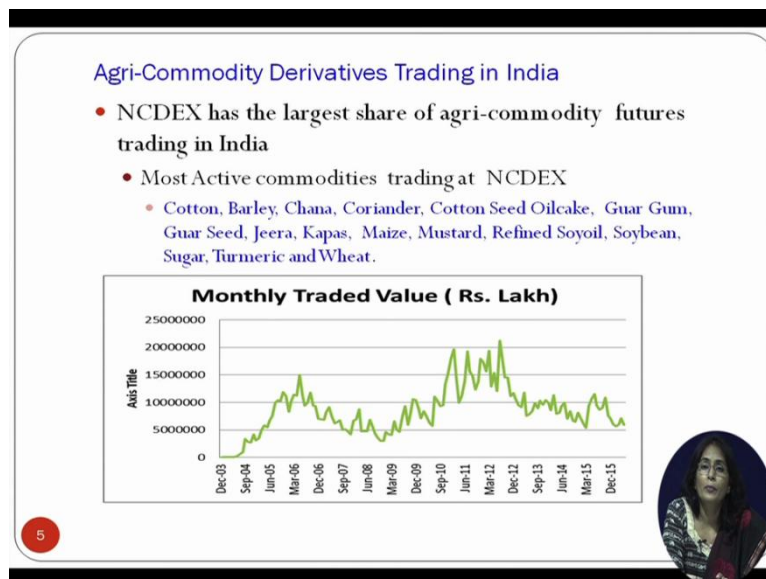 Agri-Commodity Derivatives Trading in India
NCDEX has the largest share of agri-commodity futures
trading in India
Most Active commodities trading at NCDEX
Cotton, Barley, Chana, Coriander, Cotton Seed Oilcake, Guar Gum,
Guar Seed, Jeera, Kapas, Maize, Mustard, Refined Soyoil, Soybean,
Sugar, Turmeric and Wheat.
Monthly Traded Value ( Rs. Lakh)
Axis Title
25000000
20000000
15000000
10000000
5000000
0
Dec-03
Sep-04
Jun-05
Mar-06
Dec-06
Sep-07
Jun-08
Mar-09
Dec-09
Sep-10
Jun-11
Mar-12
Dec-12
Sep-13
Jun-14
Mar-15
Dec-15
5